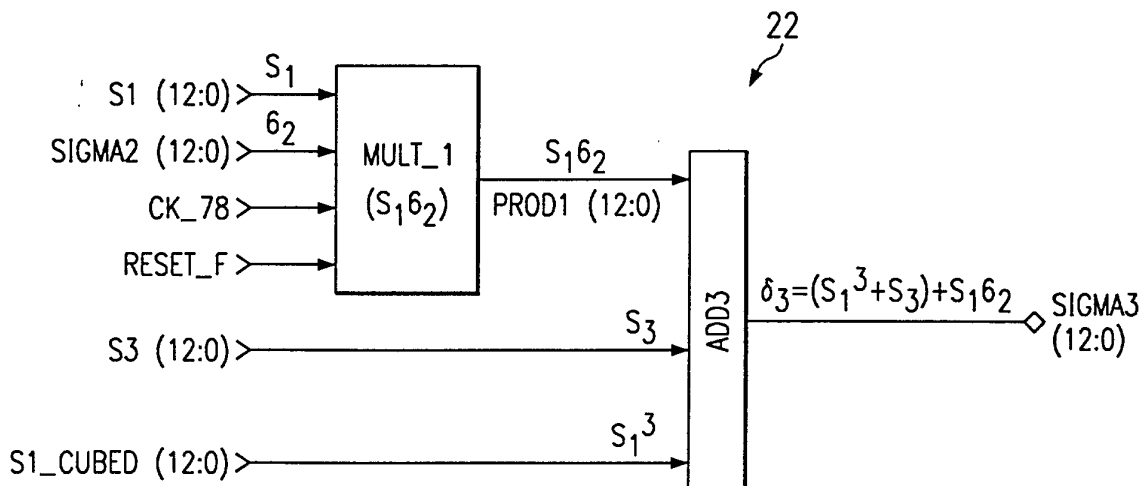 22
S1 (12:0)
S₁
SIGMA2 (12:0)
6₂
CK_78
RESET_F
MULT_1
(S₁6₂)
S₁6₂
PROD1 (12:0)
S3 (12:0)
S₃
S1_CUBED (12:0)
S₁³
ADD3
δ₃=(S₁³+S₃)+S₁6₂
SIGMA3
(12:0)